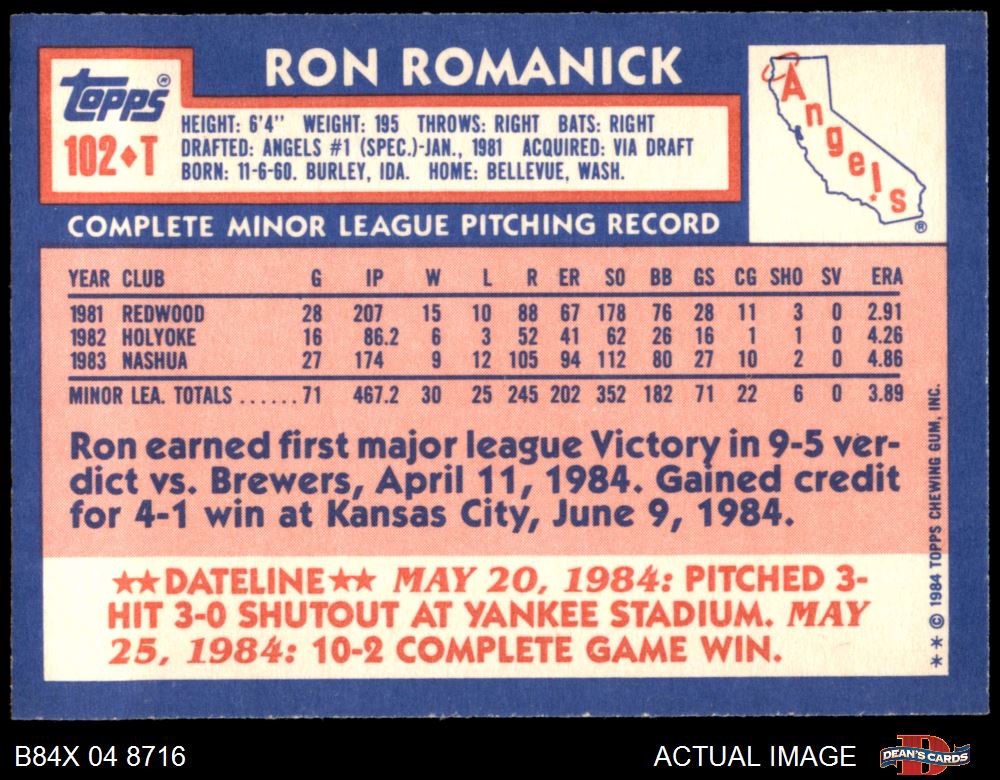 Topps®
102♦T
RON ROMANICK
HEIGHT: 6'4" WEIGHT: 195 THROWS: RIGHT BATS: RIGHT
DRAFTED: ANGELS #1 (SPEC.)-JAN., 1981 ACQUIRED: VIA DRAFT
BORN: 11-6-60. BURLEY, IDA. HOME: BELLEVUE, WASH.
Angels
®
COMPLETE MINOR LEAGUE PITCHING RECORD
YEAR CLUB G IP W L R ER SO BB GS CG SHO SV ERA
1981 REDWOOD 28 207 15 10 88 67 178 76 28 11 3 0 2.91
1982 HOLYOKE 16 86.2 6 3 52 41 62 26 16 1 1 0 4.26
1983 NASHUA 27 174 9 12 105 94 112 80 27 10 2 0 4.86
MINOR LEA. TOTALS ...... 71 467.2 30 25 245 202 352 182 71 22 6 0 3.89
Ron earned first major league Victory in 9-5 ver-
dict vs. Brewers, April 11, 1984. Gained credit
for 4-1 win at Kansas City, June 9, 1984.
★★DATELINE★★ MAY 20, 1984: PITCHED 3-
HIT 3-0 SHUTOUT AT YANKEE STADIUM. MAY
25, 1984: 10-2 COMPLETE GAME WIN.
** © 1984 TOPPS CHEWING GUM, INC.
B84X 04 8716
ACTUAL IMAGE
DEAN'S CARDS